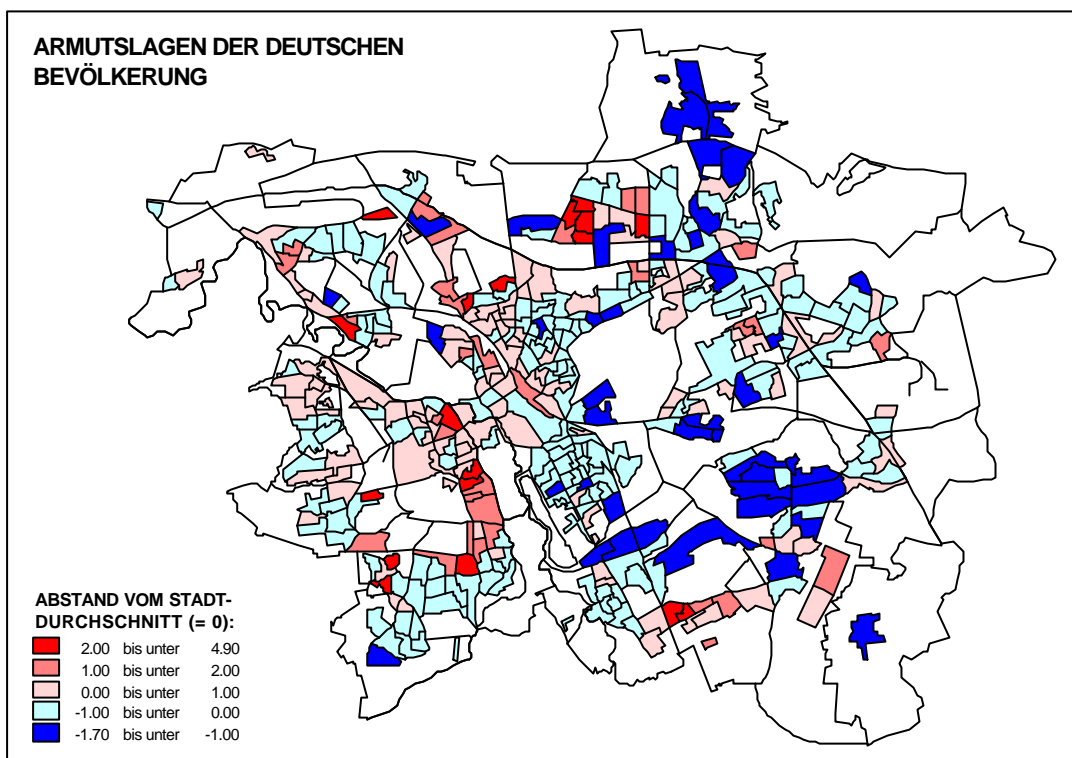 ARMUTSLAGEN DER DEUTSCHEN
BEVÖLKERUNG
ABSTAND VOM STADT-
DURCHSCHNITT (= 0):
2.00 bis unter 4.90
1.00 bis unter 2.00
0.00 bis unter 1.00
-1.00 bis unter 0.00
-1.70 bis unter -1.00